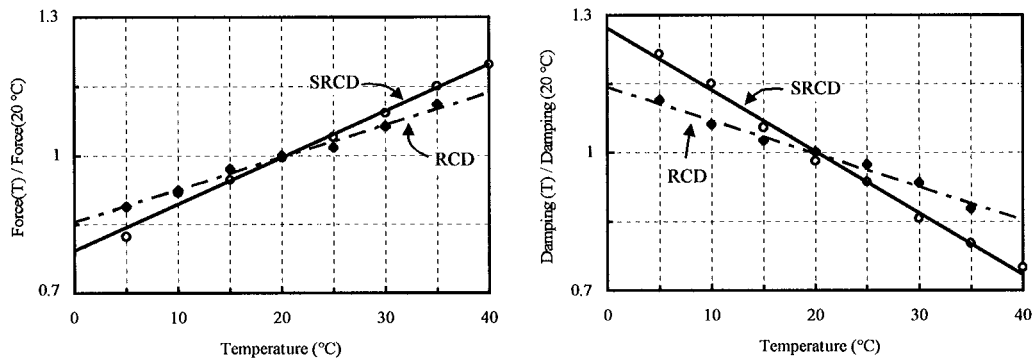 1.3
1
0.7
Force(T) / Force(20 °C)
SRCD
RCD
0 10 20 30 40
Temperature (°C)
1.3
1
0.7
Damping (T) / Damping (20 °C)
SRCD
RCD
0 10 20 30 40
Temperature (°C)